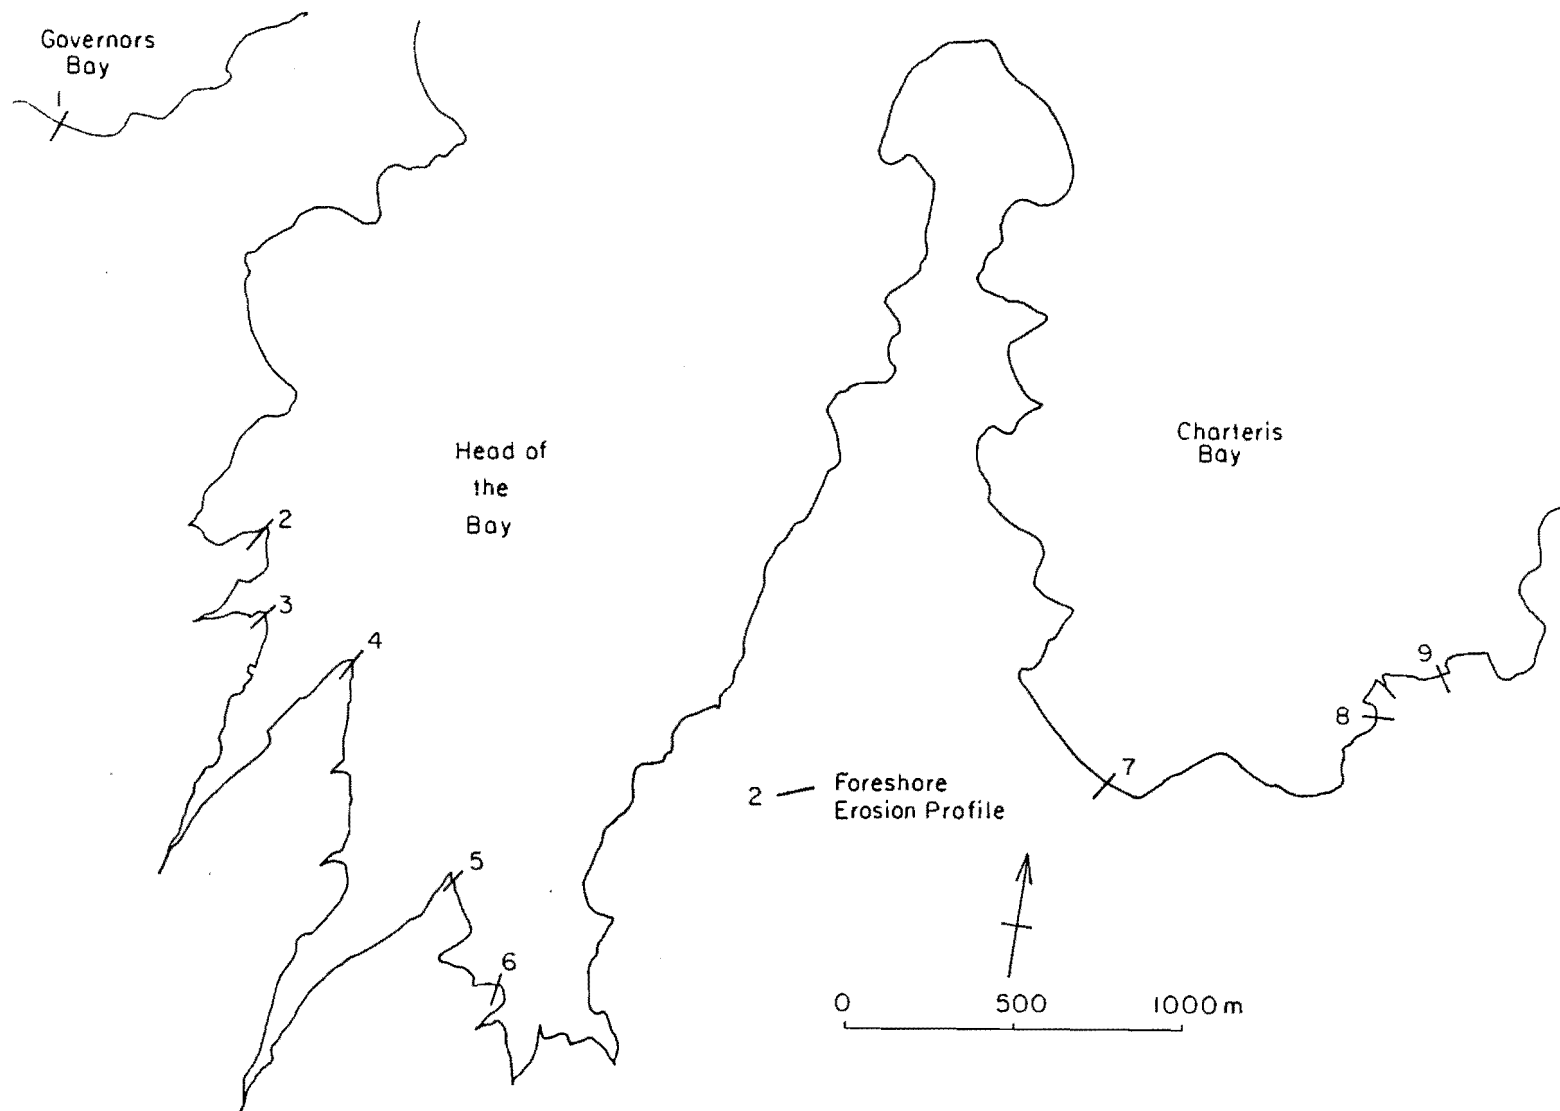 Governors
Bay
1
2
3
4
Head of
the
Bay
5
6
Charteris
Bay
9
8
7
2
Foreshore
Erosion Profile
0 500 1000 m